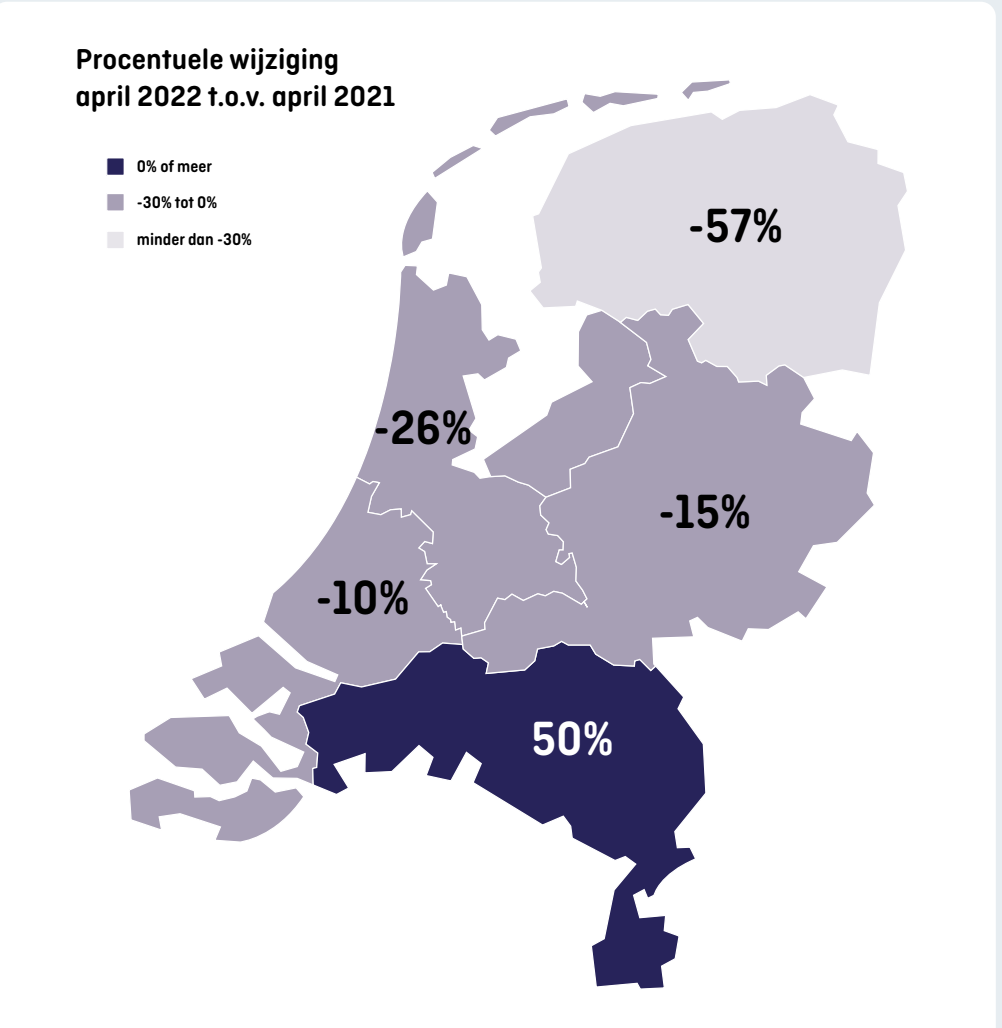 Procentuele wijziging
april 2022 t.o.v. april 2021
0% of meer
-30% tot 0%
minder dan -30%
-57%
-26%
-15%
-10%
50%